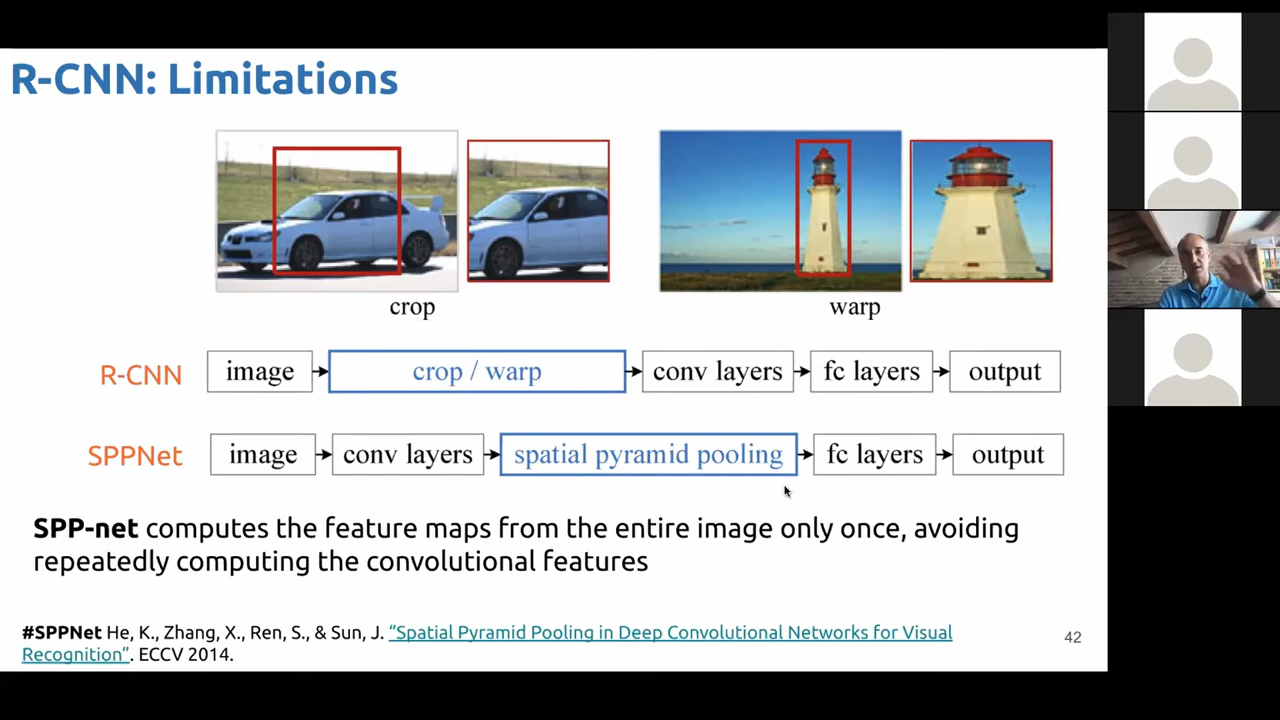 R-CNN: Limitations
crop
warp
R-CNN image crop / warp conv layers fc layers output
SPPNet image conv layers spatial pyramid pooling fc layers output
SPP-net computes the feature maps from the entire image only once, avoiding
repeatedly computing the convolutional features
#SPPNet He, K., Zhang, X., Ren, S., & Sun, J. “Spatial Pyramid Pooling in Deep Convolutional Networks for Visual
Recognition”. ECCV 2014.
42